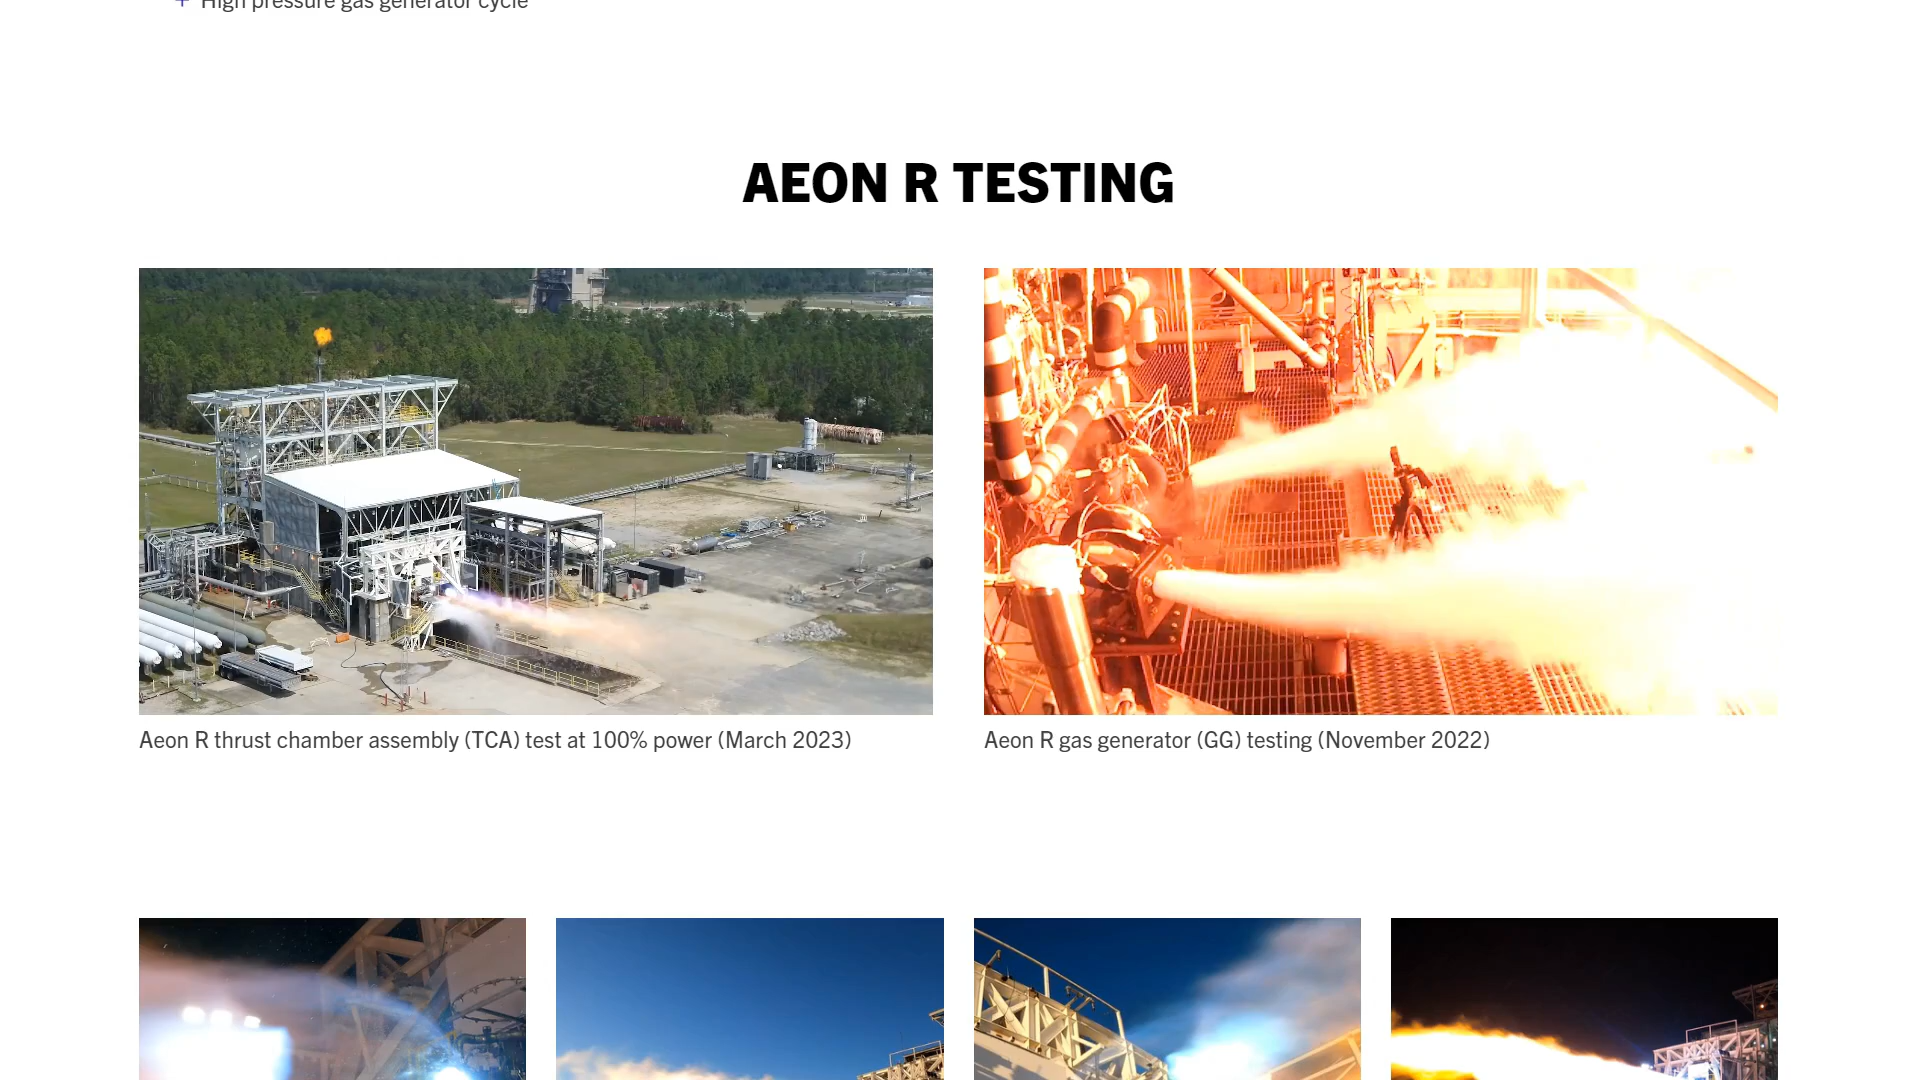 + High pressure gas generator cycle
AEON R TESTING
Aeon R thrust chamber assembly (TCA) test at 100% power (March 2023)
Aeon R gas generator (GG) testing (November 2022)